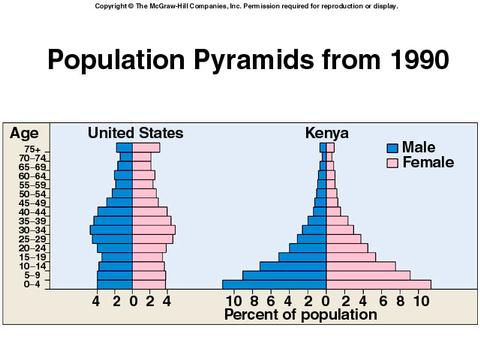 Copyright © The McGraw-Hill Companies, Inc. Permission required for reproduction or display.
Population Pyramids from 1990
Age United States Kenya
75+
70–74
65–69
60–64
55–59
50–54
45–49
40–44
35–39
30–34
25–29
20–24
15–19
10–14
5–9
0–4
Male
Female
4 2 0 2 4 10 8 6 4 2 0 2 4 6 8 10
Percent of population